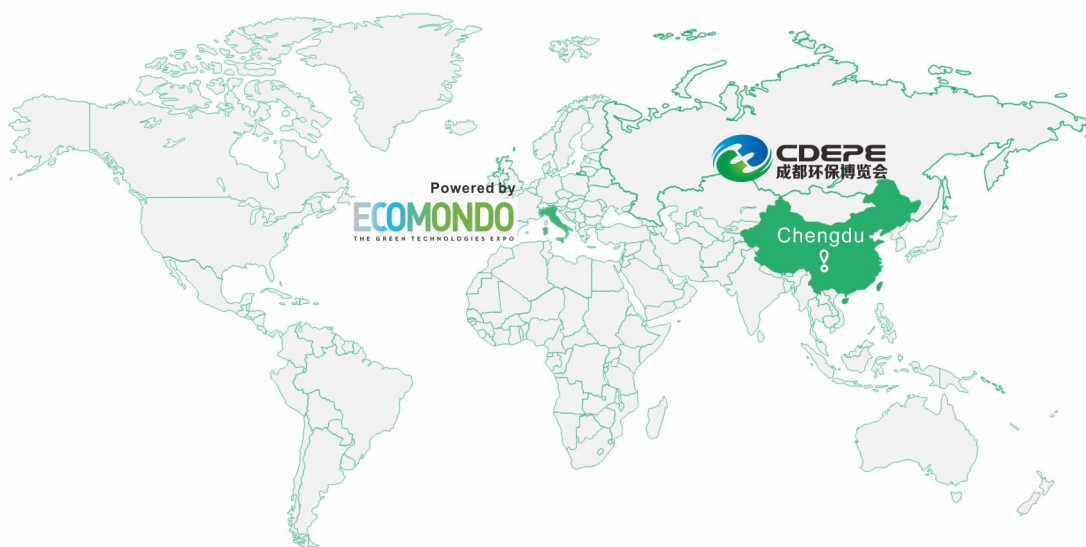 CDEPE
成都环保博览会
Powered by
ECOMONDO
THE GREEN TECHNOLOGIES EXPO
Chengdu